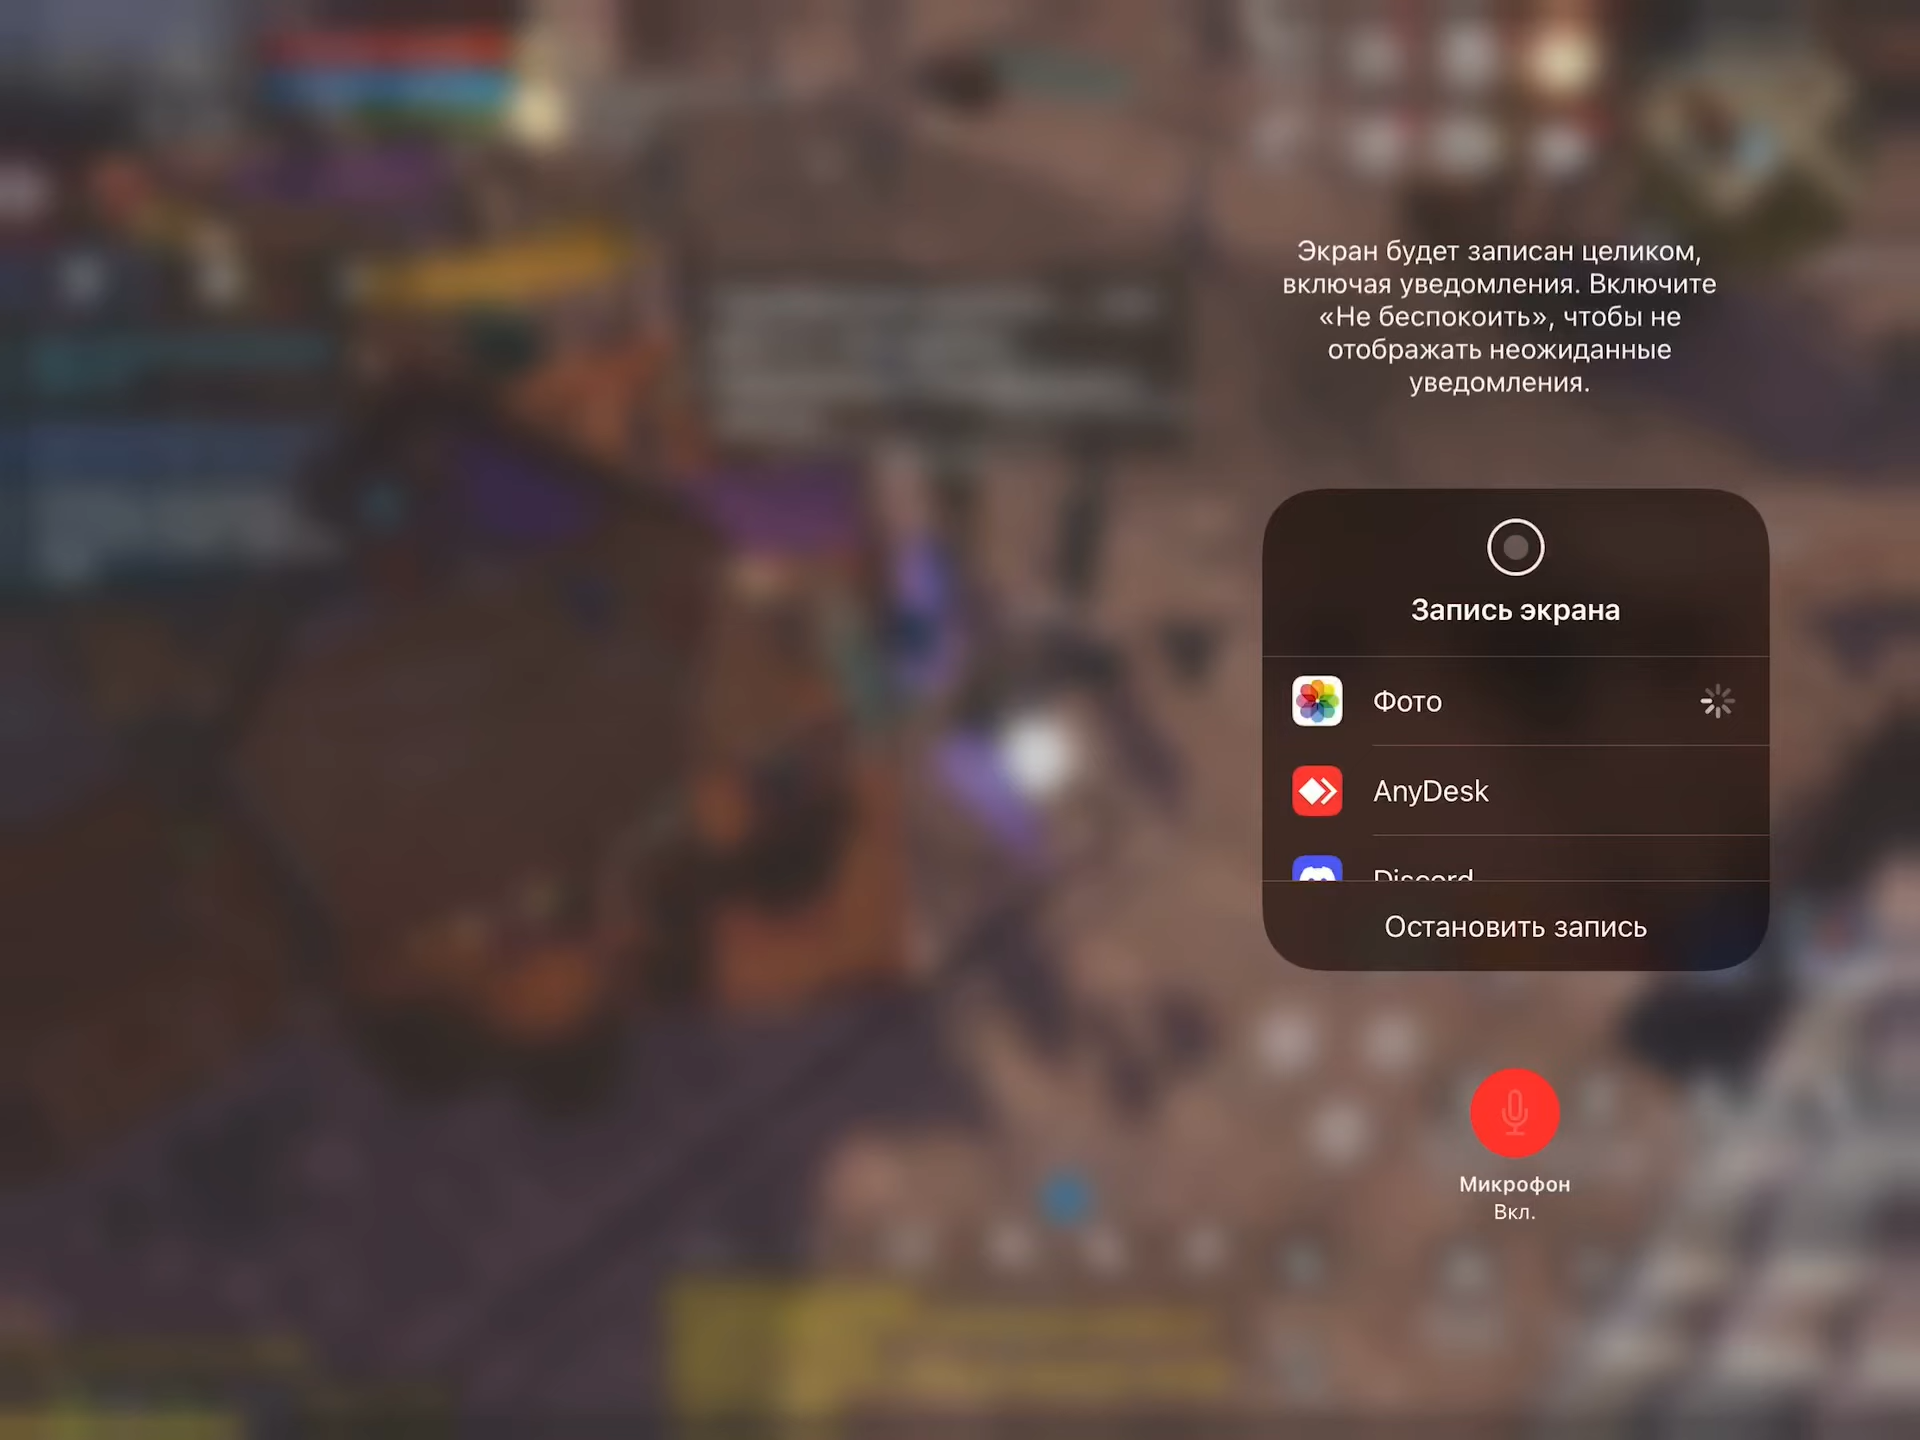 Экран будет записан целиком,
включая уведомления. Включите
«Не беспокоить», чтобы не
отображать неожиданные
уведомления.
Запись экрана
Фото
AnyDesk
Discord
Остановить запись
Микрофон
Вкл.